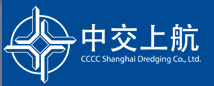 中交上航
CCCC Shanghai Dredging Co., Ltd.